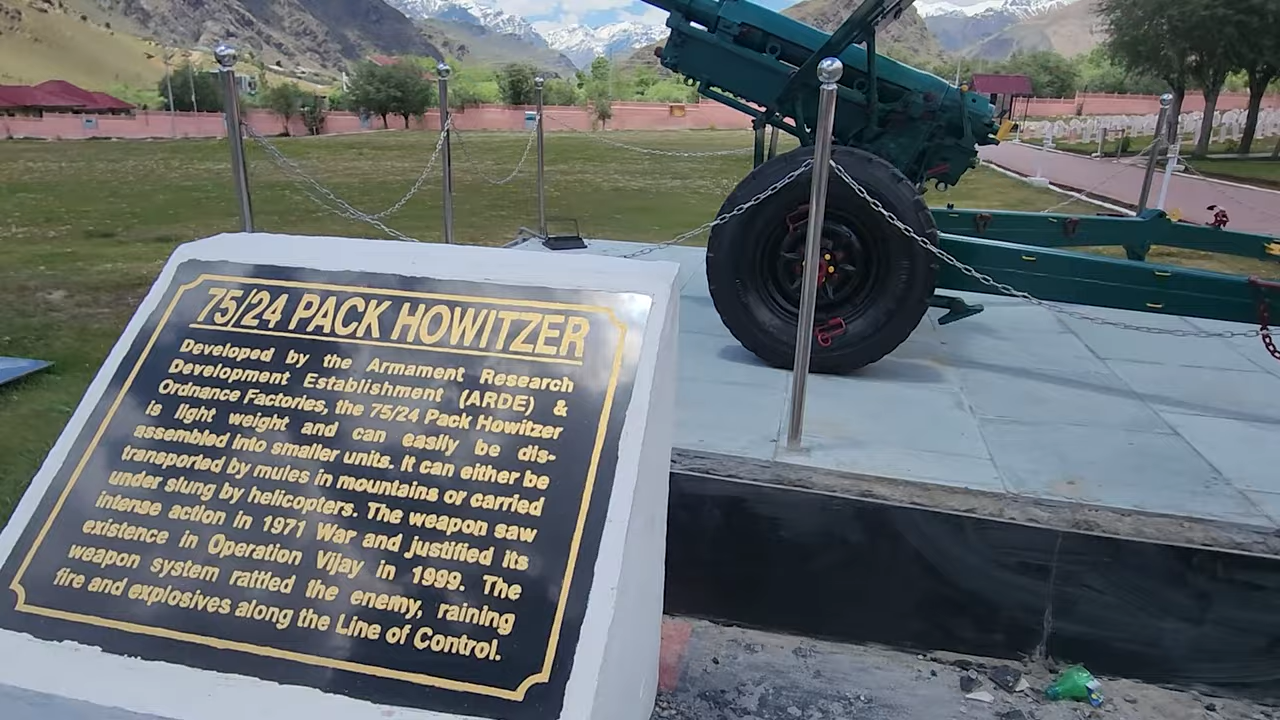 75/24 PACK HOWITZER
Developed by the Armament Research
Development Establishment (ARDE) &
Ordnance Factories, the 75/24 Pack Howitzer
is light weight and can easily be dis-
assembled into smaller units. It can either be
transported by mules in mountains or carried
under slung by helicopters. The weapon saw
intense action in 1971 War and justified its
existence in Operation Vijay in 1999. The
weapon system rattled the enemy, raining
fire and explosives along the Line of Control.